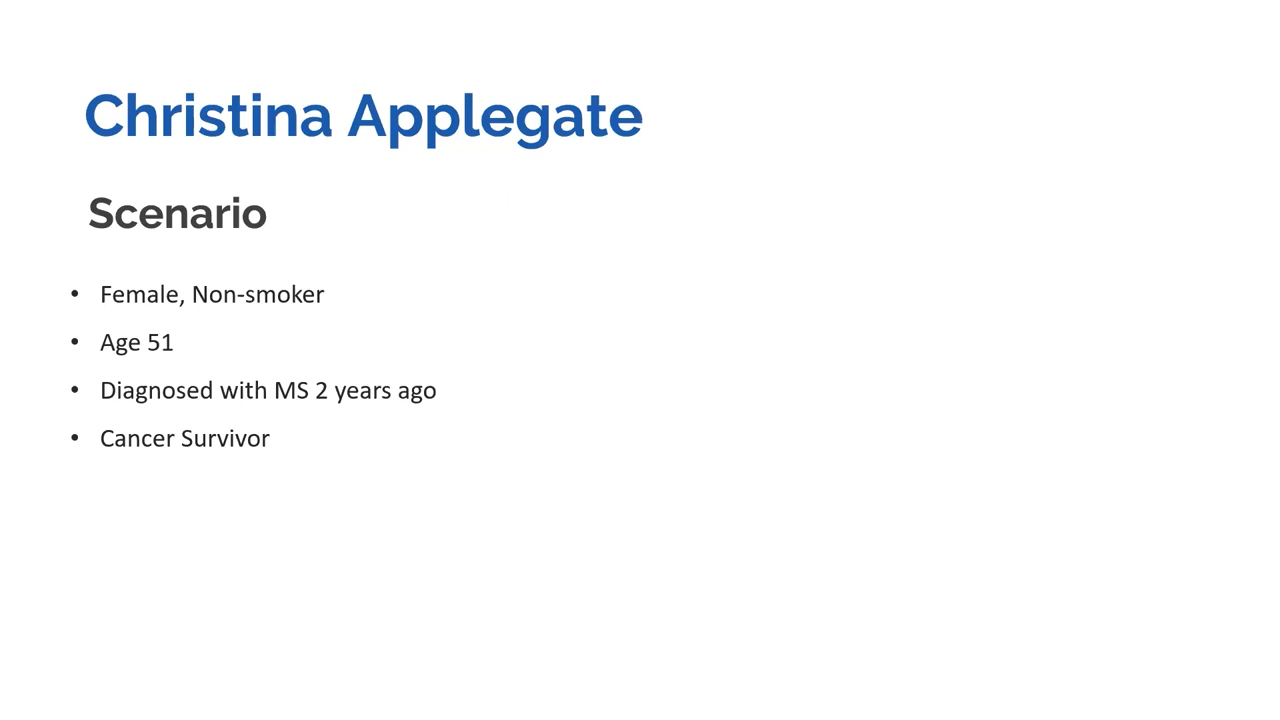 Christina Applegate
Scenario
• Female, Non-smoker
• Age 51
• Diagnosed with MS 2 years ago
• Cancer Survivor